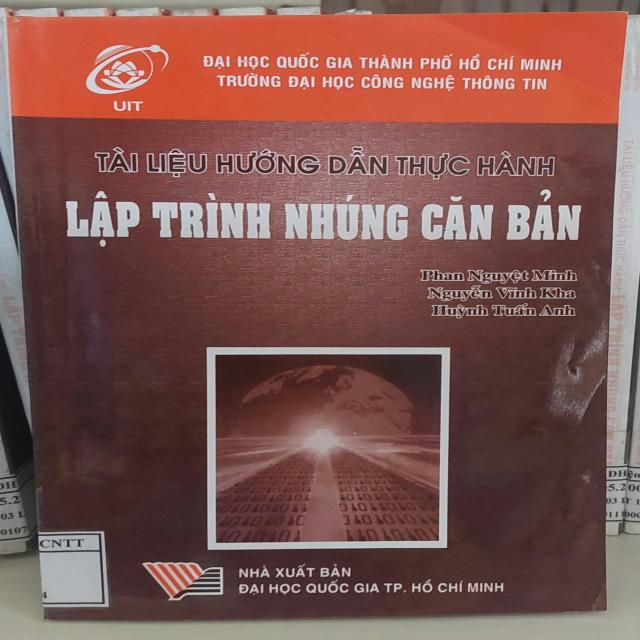 UIT
ĐẠI HỌC QUỐC GIA THÀNH PHỐ HỒ CHÍ MINH
TRƯỜNG ĐẠI HỌC CÔNG NGHỆ THÔNG TIN
TÀI LIỆU HƯỚNG DẪN THỰC HÀNH
LẬP TRÌNH NHÚNG CĂN BẢN
Phan Nguyệt Minh
Nguyễn Vĩnh Kha
Huỳnh Tuấn Anh
CNTT
4
NHÀ XUẤT BẢN
ĐẠI HỌC QUỐC GIA TP. HỒ CHÍ MINH